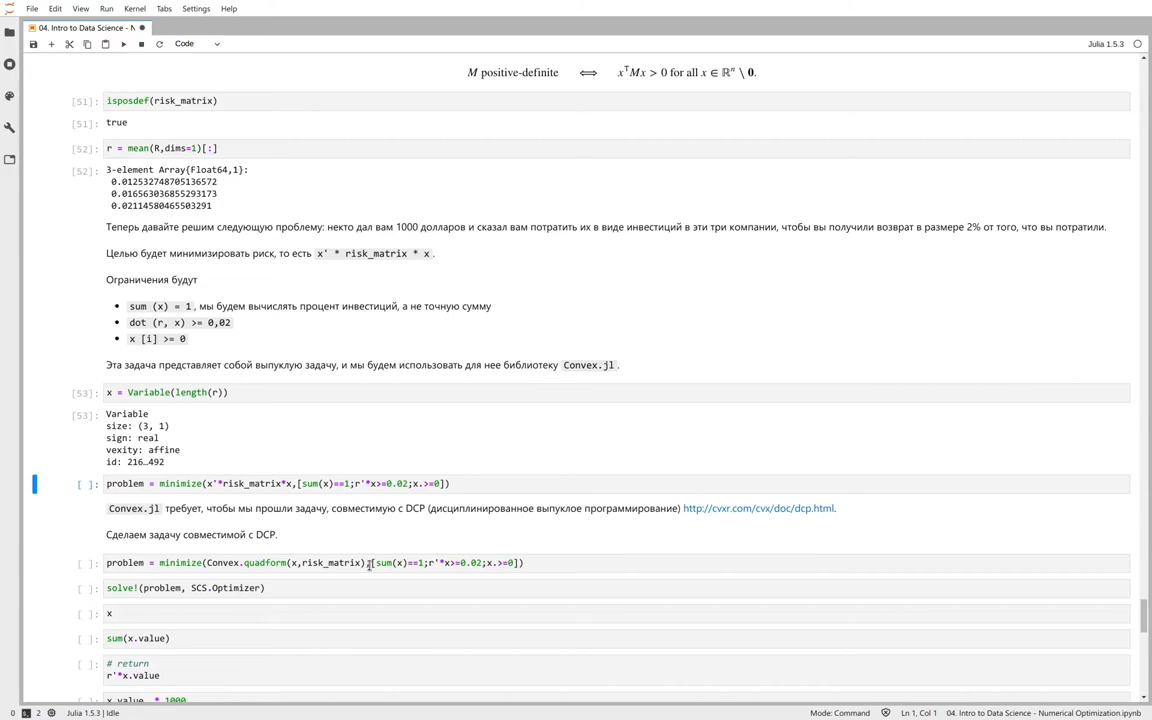 File Edit View Run Kernel Tabs Settings Help
04. Intro to Data Science - N
Code
Julia 1.5.3
M positive-definite ⟺ xᵀMx > 0 for all x ∈ ℝⁿ \ 0.
[51]: isposdef(risk_matrix)
[51]: true
[52]: r = mean(R,dims=1)[:]
[52]: 3-element Array{Float64,1}:
0.012532748705136572
0.016563036855293173
0.02114580465503291
Теперь давайте решим следующую проблему: некто дал вам 1000 долларов и сказал вам потратить их в виде инвестиций в эти три компании, чтобы вы получили возврат в размере 2% от того, что вы потратили.
Целью будет минимизировать риск, то есть x' * risk_matrix * x.
Ограничения будут
• sum (x) = 1, мы будем вычислять процент инвестиций, а не точную сумму
• dot (r, x) >= 0,02
• x [i] >= 0
Эта задача представляет собой выпуклую задачу, и мы будем использовать для нее библиотеку Convex.jl.
[53]: x = Variable(length(r))
[53]: Variable
size: (3, 1)
sign: real
vexity: affine
id: 216…492
[ ]: problem = minimize(x'*risk_matrix*x,[sum(x)==1;r'*x>=0.02;x.>=0])
Convex.jl требует, чтобы мы прошли задачу, совместимую с DCP (дисциплинированное выпуклое программирование) http://cvxr.com/cvx/doc/dcp.html.
Сделаем задачу совместимой с DCP.
[ ]: problem = minimize(Convex.quadform(x,risk_matrix),[sum(x)==1;r'*x>=0.02;x.>=0])
[ ]: solve!(problem, SCS.Optimizer)
[ ]: x
[ ]: sum(x.value)
[ ]: # return
r'*x.value
[ ]: x.value .* 1000
0 2 Julia 1.5.3 | Idle Mode: Command Ln 1, Col 1 04. Intro to Data Science - Numerical Optimization.ipynb